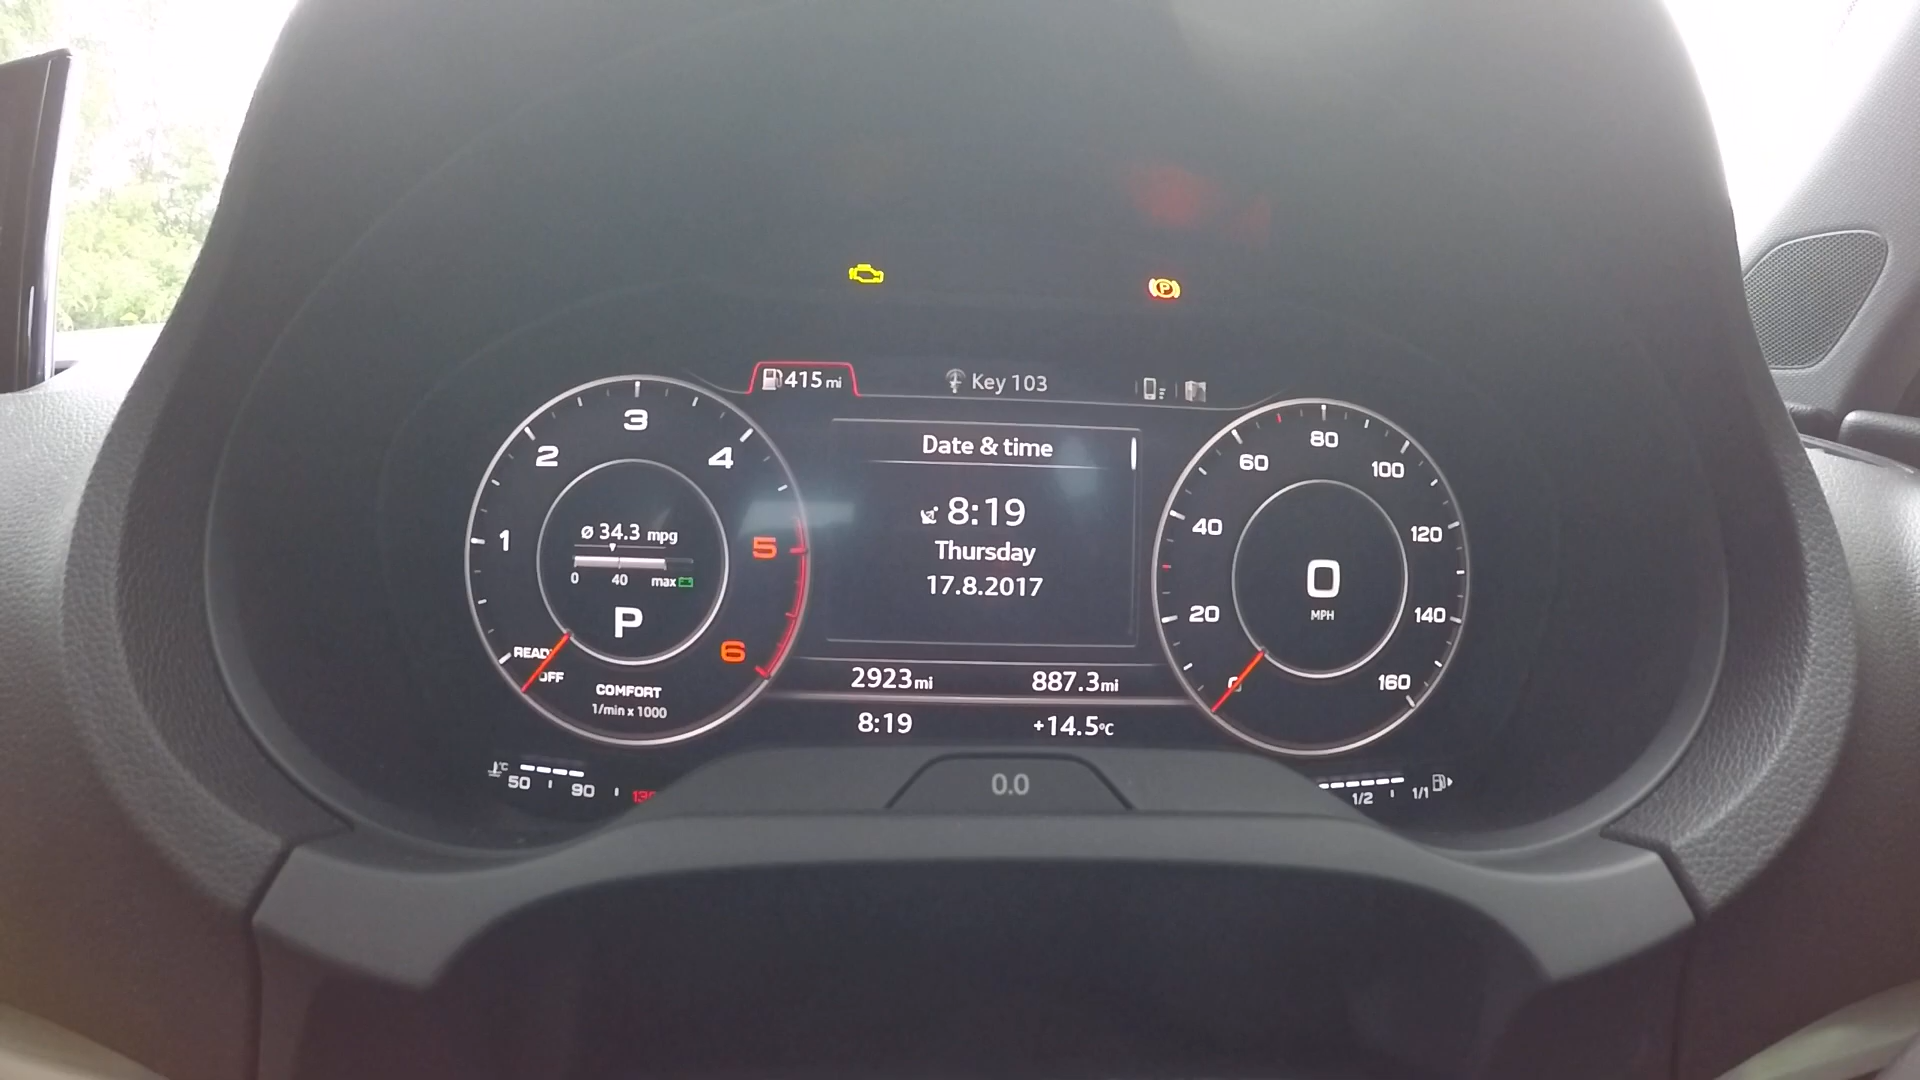 P
415 mi
Key 103
Date & time
8:19
Thursday
17.8.2017
1
2
3
4
5
6
ø 34.3 mpg
0 40 max
P
READY
OFF
COMFORT
1/min x 1000
20
40
60
80
100
120
140
160
0
MPH
2923 mi 887.3 mi
8:19 +14.5°C
°C
50 90
0.0
1/2 1/1